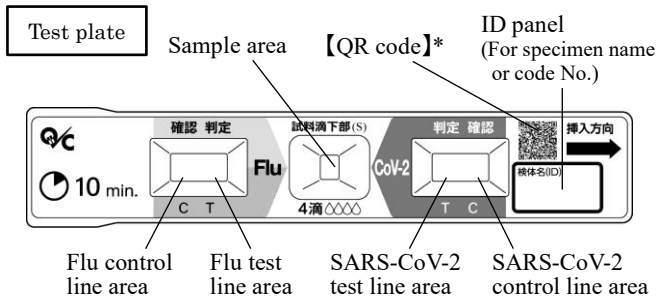 Test plate
Sample area
【QR code】*
ID panel
(For specimen name
or code No.)
確認 判定
試料滴下部(S)
判定 確認
挿入方向
Q/C
10 min.
Flu
CoV-2
検体名(ID)
C T
4滴
T C
Flu control
line area
Flu test
line area
SARS-CoV-2
test line area
SARS-CoV-2
control line area